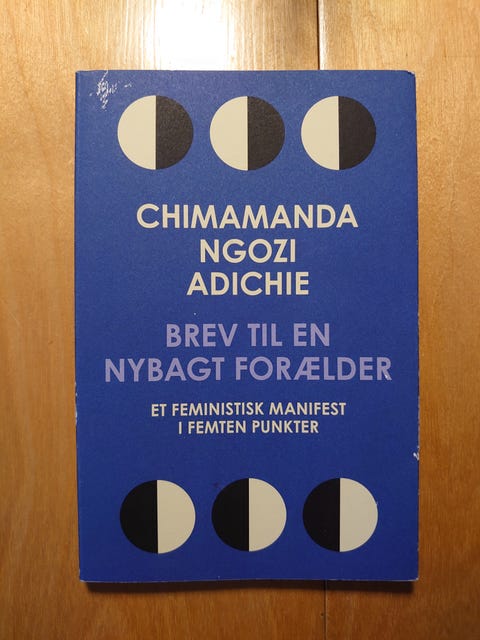 CHIMAMANDA
NGOZI
ADICHIE
BREV TIL EN
NYBAGT FORÆLDER
ET FEMINISTISK MANIFEST
I FEMTEN PUNKTER